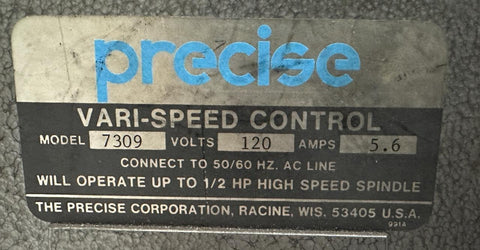 precise
VARI-SPEED CONTROL
MODEL 7309 VOLTS 120 AMPS 5.6
CONNECT TO 50/60 HZ. AC LINE
WILL OPERATE UP TO 1/2 HP HIGH SPEED SPINDLE
THE PRECISE CORPORATION, RACINE, WIS. 53405 U.S.A.